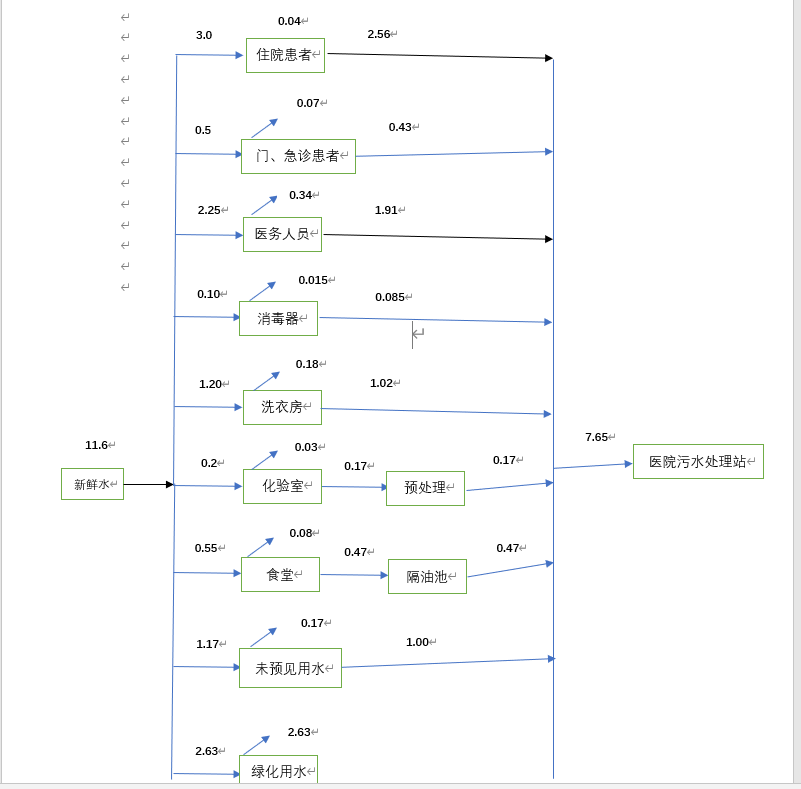 0.04
3.0
2.56
住院患者
0.07
0.5
0.43
门、急诊患者
0.34
2.25
1.91
医务人员
0.015
0.10
0.085
消毒器
0.18
1.20
1.02
洗衣房
11.6
新鲜水
0.03
0.2
0.17
0.17
化验室
预处理
7.65
医院污水处理站
0.08
0.55
0.47
0.47
食堂
隔油池
0.17
1.17
1.00
未预见用水
2.63
2.63
绿化用水